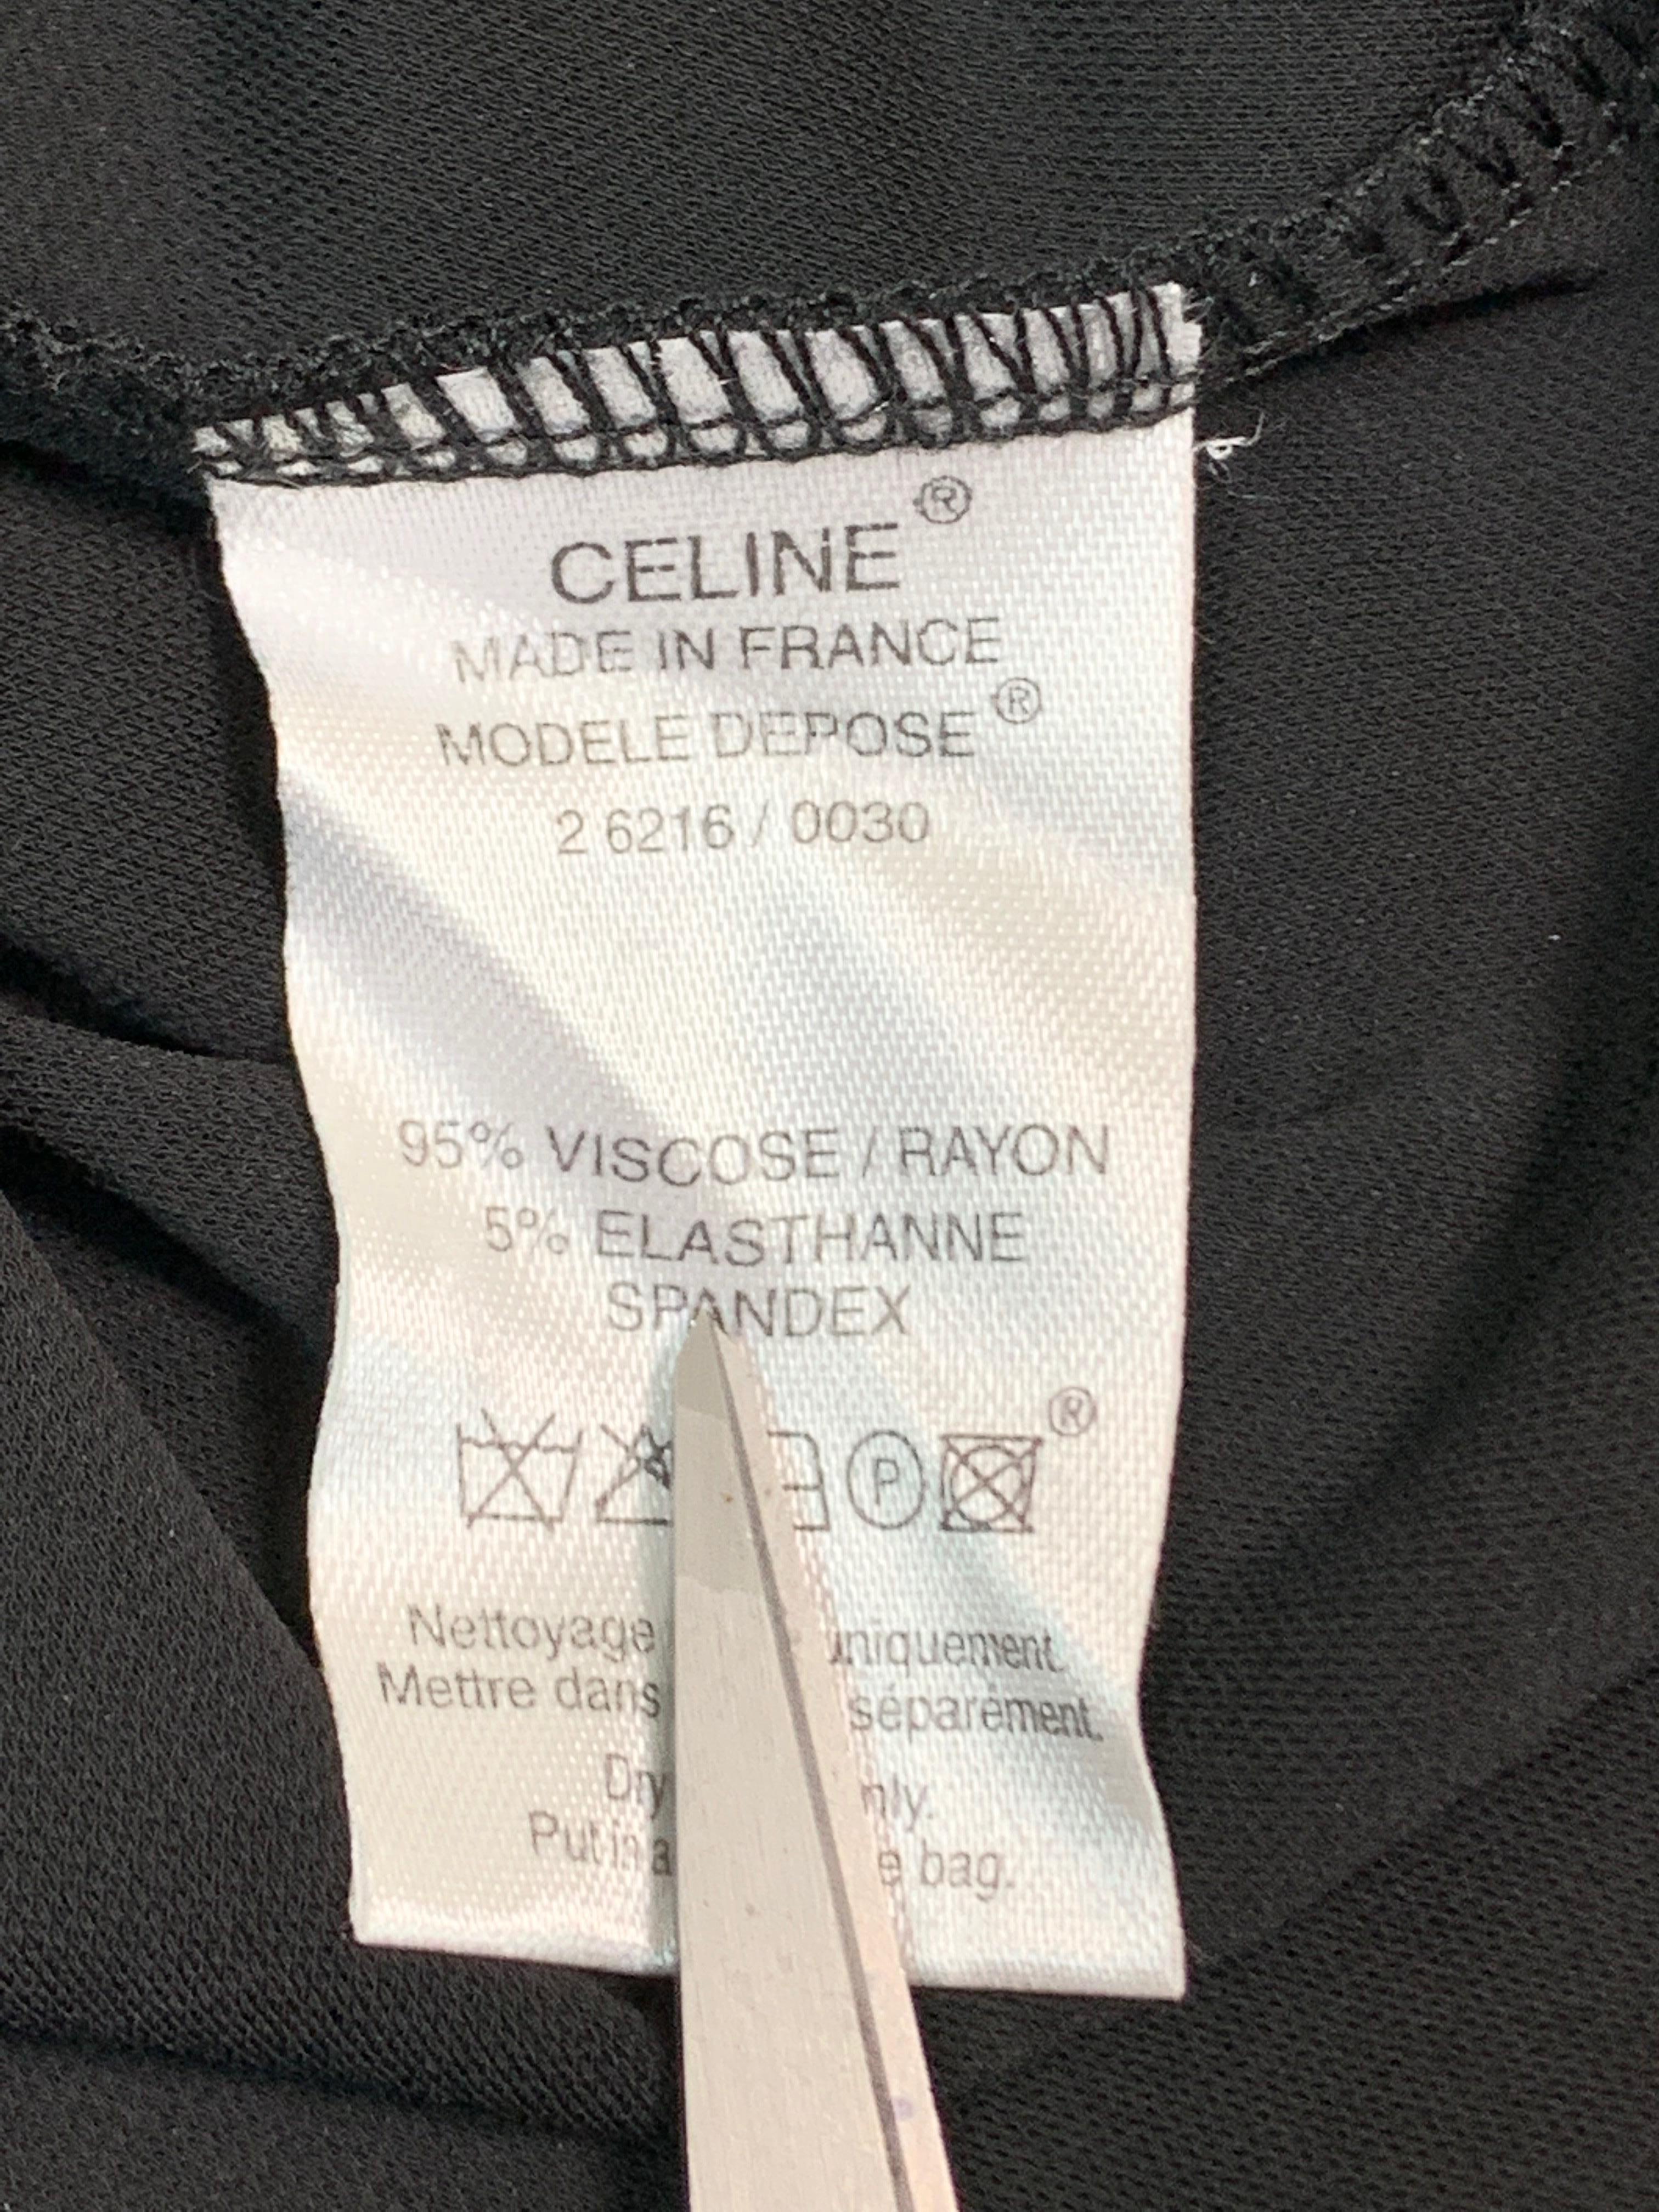 CELINE ®
MADE IN FRANCE
MODELE DEPOSE ®
2 6216 / 0030
95% VISCOSE / RAYON
5% ELASTHANNE
SPANDEX
P ®
Nettoyage uniquement
Mettre dans séparément.
Dry nly.
Put in a e bag.